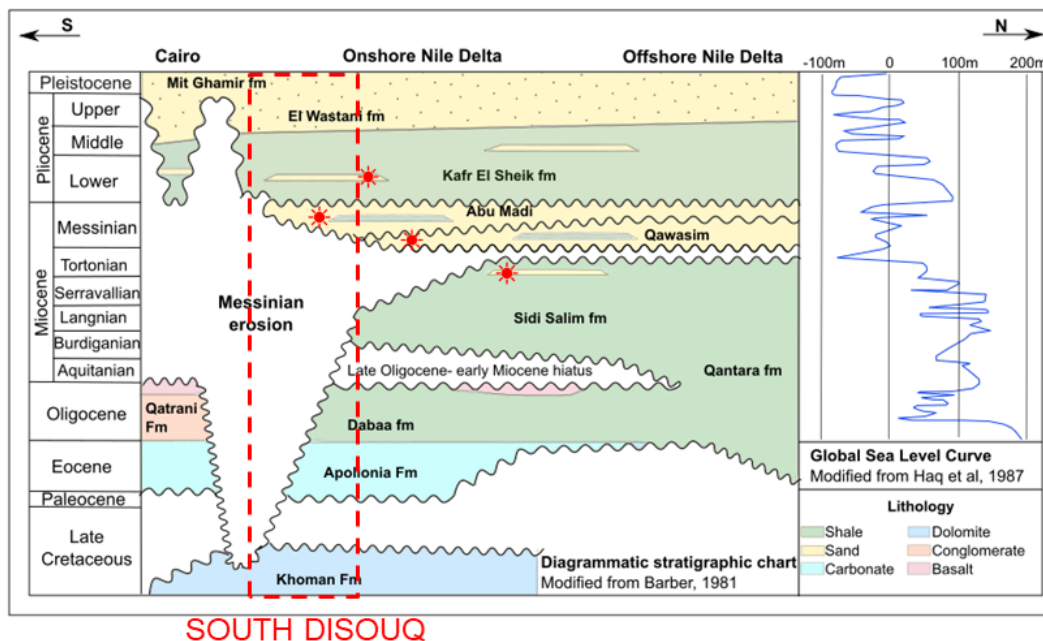 S
N
Cairo
Onshore Nile Delta
Offshore Nile Delta
-100m
0
100m
200m
Pleistocene
Pliocene
Upper
Middle
Lower
Miocene
Messinian
Tortonian
Serravallian
Langnian
Burdiganian
Aquitanian
Oligocene
Eocene
Paleocene
Late
Cretaceous
Mit Ghamir fm
El Wastani fm
Kafr El Sheik fm
Abu Madi
Qawasim
Messinian
erosion
Sidi Salim fm
Late Oligocene- early Miocene hiatus
Qantara fm
Qatrani
Fm
Dabaa fm
Apollonia Fm
Khoman Fm
Diagrammatic stratigraphic chart
Modified from Barber, 1981
Global Sea Level Curve
Modified from Haq et al, 1987
Lithology
Shale
Sand
Carbonate
Dolomite
Conglomerate
Basalt
SOUTH DISOUQ